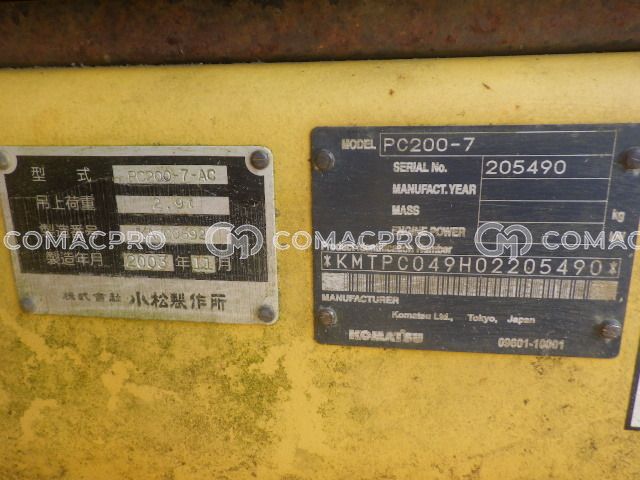 型 式 PC200-7-AC
吊上荷重 2.9t
製造年月 2003 年 11 月
株式会社 小松製作所
MODEL PC200-7
SERIAL No. 205490
MANUFACT. YEAR
MASS kg
ENGINE POWER
*KMTPC049H02205490*
MANUFACTURER
Komatsu Ltd., Tokyo, Japan
KOMATSU 09601-10001
COMACPRO COMACPRO COMACPRO